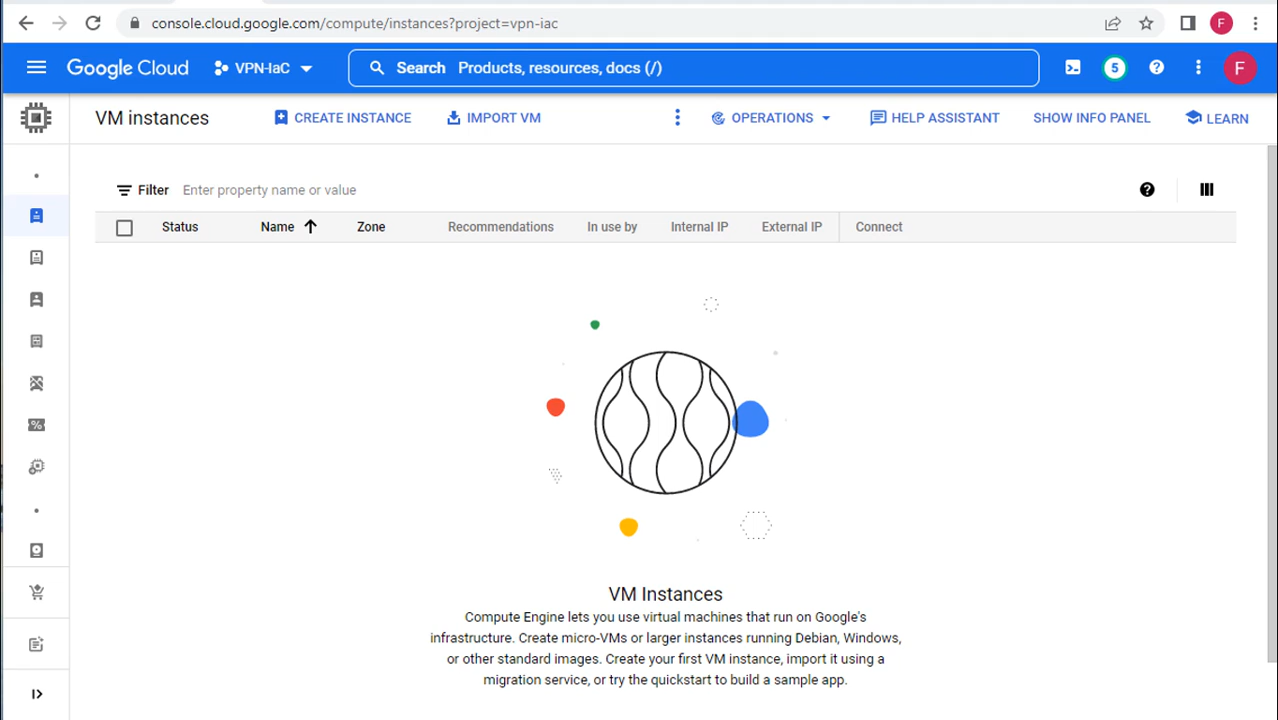 console.cloud.google.com/compute/instances?project=vpn-iac
F
Google Cloud
VPN-IaC
Search Products, resources, docs (/)
5
F
VM instances
CREATE INSTANCE
IMPORT VM
OPERATIONS
HELP ASSISTANT
SHOW INFO PANEL
LEARN
Filter Enter property name or value
Status Name Zone Recommendations In use by Internal IP External IP Connect
VM Instances
Compute Engine lets you use virtual machines that run on Google's
infrastructure. Create micro-VMs or larger instances running Debian, Windows,
or other standard images. Create your first VM instance, import it using a
migration service, or try the quickstart to build a sample app.